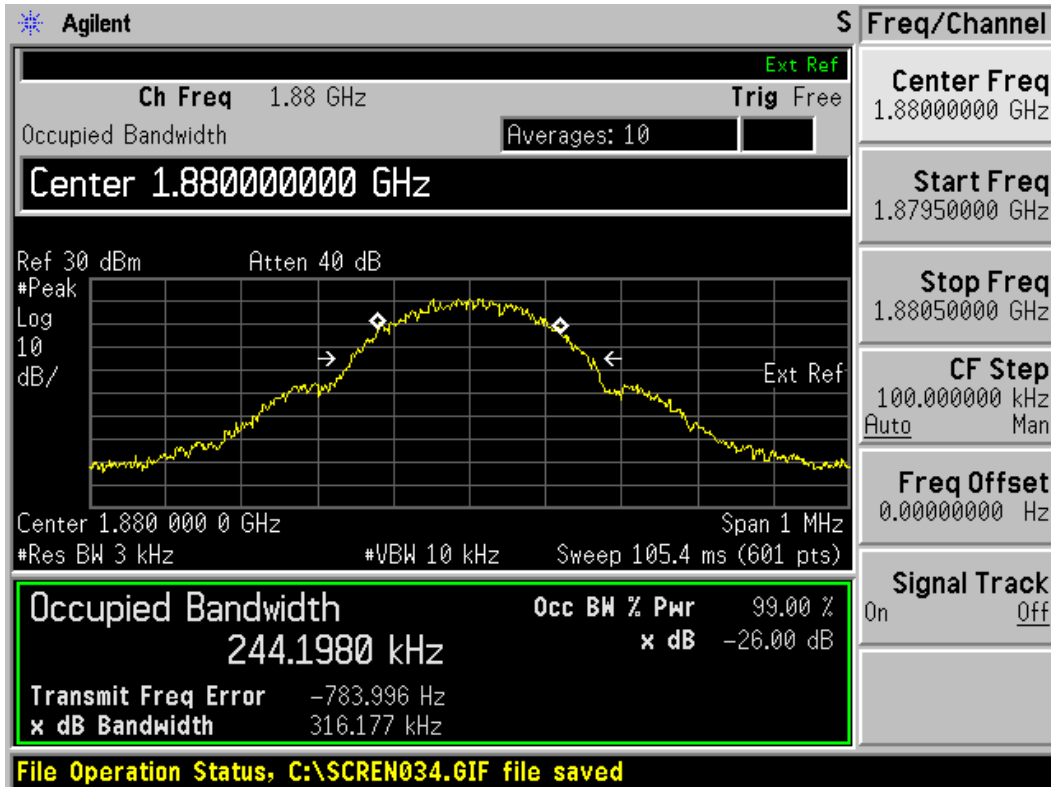 Agilent S
Freq/Channel
Ext Ref
Ch Freq 1.88 GHz Trig Free
Occupied Bandwidth Averages: 10
Center 1.880000000 GHz
Ref 30 dBm Atten 40 dB
#Peak
Log
10
dB/
Ext Ref
Center 1.880 000 0 GHz Span 1 MHz
#Res BW 3 kHz #VBW 10 kHz Sweep 105.4 ms (601 pts)
Occupied Bandwidth Occ BW % Pwr 99.00 %
244.1980 kHz x dB -26.00 dB
Transmit Freq Error -783.996 Hz
x dB Bandwidth 316.177 kHz
File Operation Status, C:\SCREN034.GIF file saved
Center Freq
1.88000000 GHz
Start Freq
1.87950000 GHz
Stop Freq
1.88050000 GHz
CF Step
100.000000 kHz
Auto Man
Freq Offset
0.00000000 Hz
Signal Track
On Off